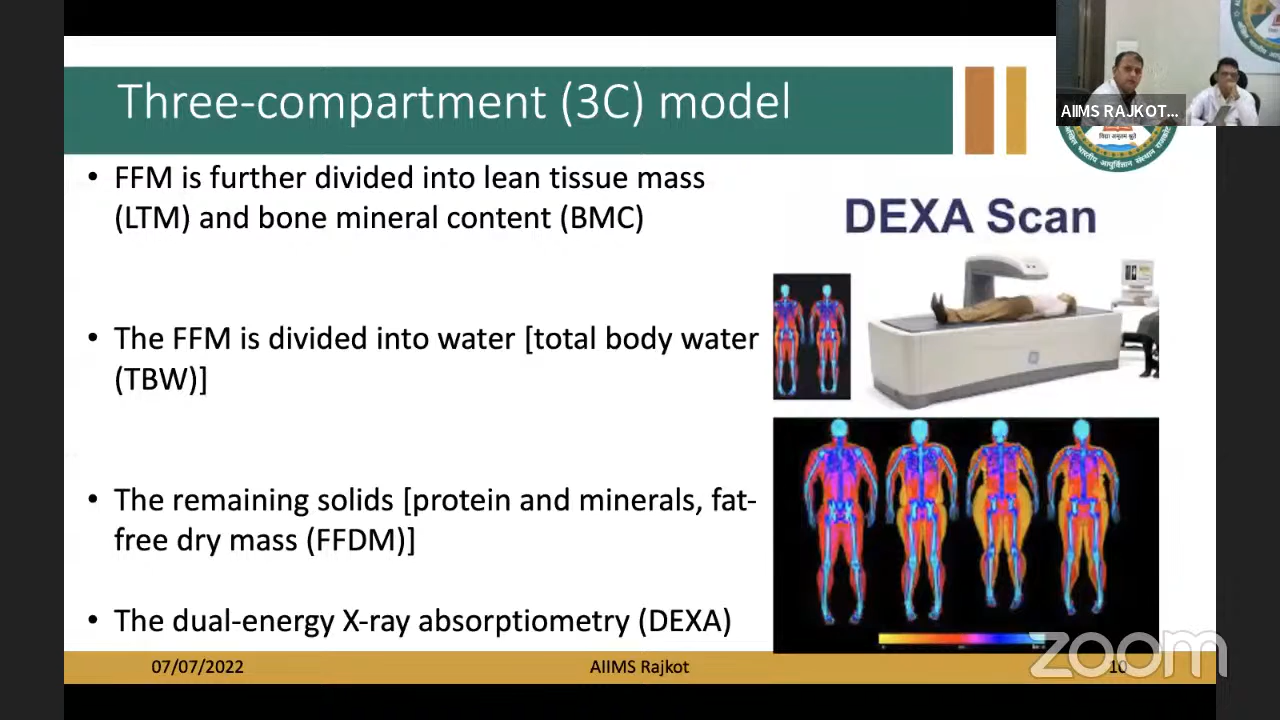 Three-compartment (3C) model
AIIMS RAJKOT...
• FFM is further divided into lean tissue mass
(LTM) and bone mineral content (BMC)
• The FFM is divided into water [total body water
(TBW)]
• The remaining solids [protein and minerals, fat-
free dry mass (FFDM)]
• The dual-energy X-ray absorptiometry (DEXA)
DEXA Scan
07/07/2022
AIIMS Rajkot
10
zoom